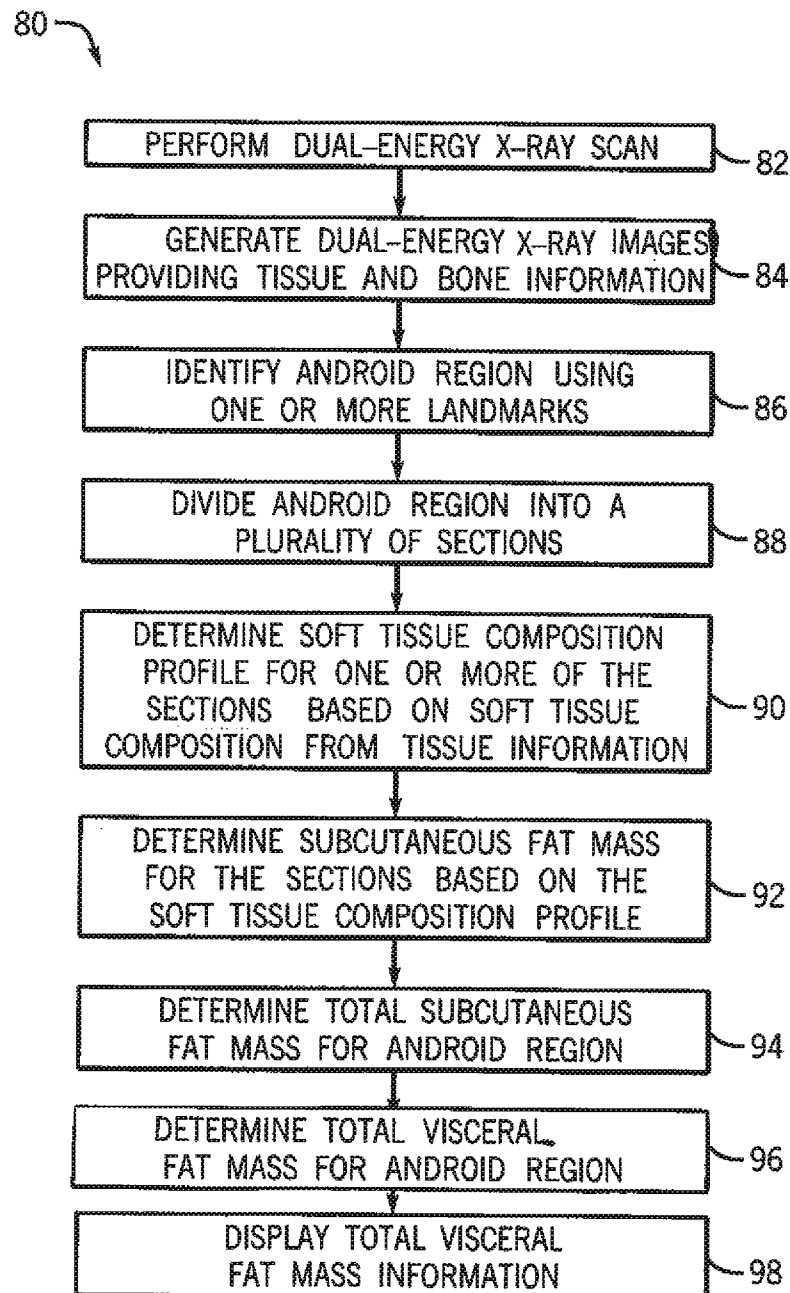 80
PERFORM DUAL-ENERGY X-RAY SCAN
82
GENERATE DUAL-ENERGY X-RAY IMAGES
PROVIDING TISSUE AND BONE INFORMATION
84
IDENTIFY ANDROID REGION USING
ONE OR MORE LANDMARKS
86
DIVIDE ANDROID REGION INTO A
PLURALITY OF SECTIONS
88
DETERMINE SOFT TISSUE COMPOSITION
PROFILE FOR ONE OR MORE OF THE
SECTIONS BASED ON SOFT TISSUE
COMPOSITION FROM TISSUE INFORMATION
90
DETERMINE SUBCUTANEOUS FAT MASS
FOR THE SECTIONS BASED ON THE
SOFT TISSUE COMPOSITION PROFILE
92
DETERMINE TOTAL SUBCUTANEOUS
FAT MASS FOR ANDROID REGION
94
DETERMINE TOTAL VISCERAL
FAT MASS FOR ANDROID REGION
96
DISPLAY TOTAL VISCERAL
FAT MASS INFORMATION
98